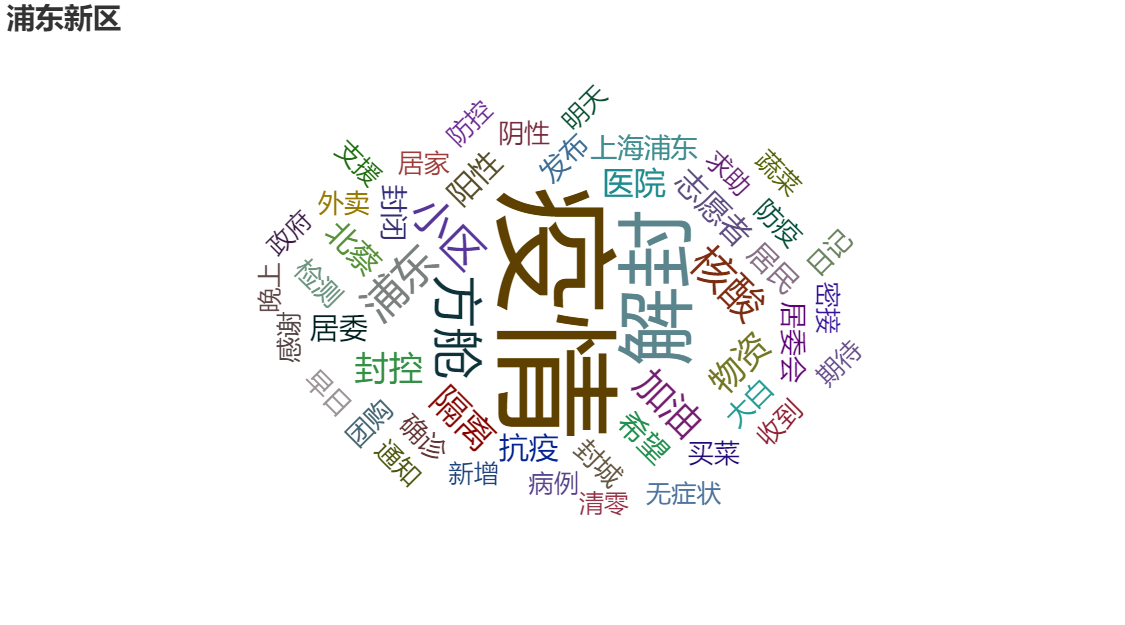 浦东新区
明天
防控
阴性
发布
上海浦东
支援
居家
阳性
医院
求助
蔬菜
志愿者
外卖
封闭
小区
疫情
解封
防疫
政府
北蔡
浦东
核酸
居民
日记
晚上
检测
方舱
密接
感谢
居委
物资
居委会
期待
封控
早日
加油
大白
收到
团购
确诊
隔离
抗疫
希望
买菜
通知
新增
封城
病例
清零
无症状